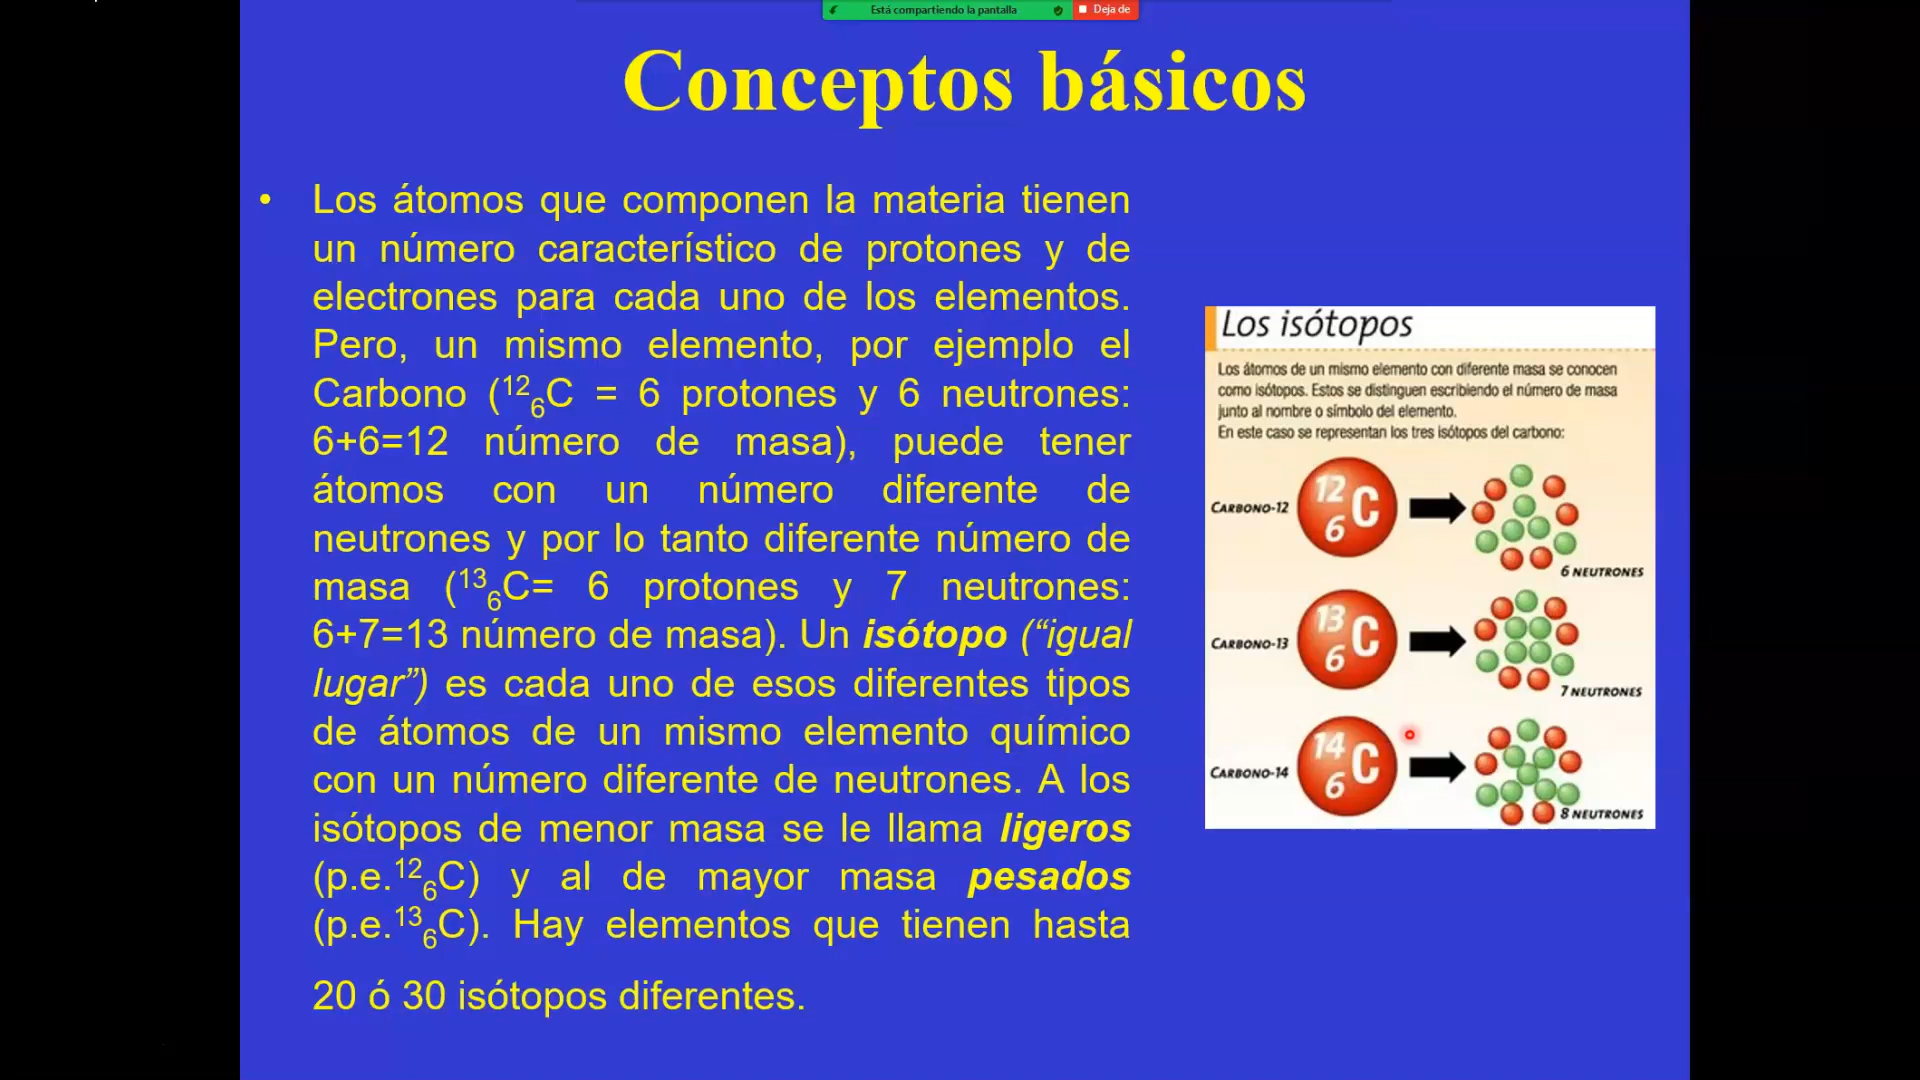 Está compartiendo la pantalla
Deja de
Conceptos básicos
• Los átomos que componen la materia tienen
un número característico de protones y de
electrones para cada uno de los elementos.
Pero, un mismo elemento, por ejemplo el
Carbono (¹²₆C = 6 protones y 6 neutrones:
6+6=12 número de masa), puede tener
átomos con un número diferente de
neutrones y por lo tanto diferente número de
masa (¹³₆C= 6 protones y 7 neutrones:
6+7=13 número de masa). Un isótopo (“igual
lugar”) es cada uno de esos diferentes tipos
de átomos de un mismo elemento químico
con un número diferente de neutrones. A los
isótopos de menor masa se le llama ligeros
(p.e.¹²₆C) y al de mayor masa pesados
(p.e.¹³₆C). Hay elementos que tienen hasta
20 ó 30 isótopos diferentes.
Los isótopos
Los átomos de un mismo elemento con diferente masa se conocen
como isótopos. Estos se distinguen escribiendo el número de masa
junto al nombre o símbolo del elemento.
En este caso se representan los tres isótopos del carbono:
CARBONO-12
¹²₆C
6 NEUTRONES
CARBONO-13
¹³₆C
7 NEUTRONES
CARBONO-14
¹⁴₆C
8 NEUTRONES